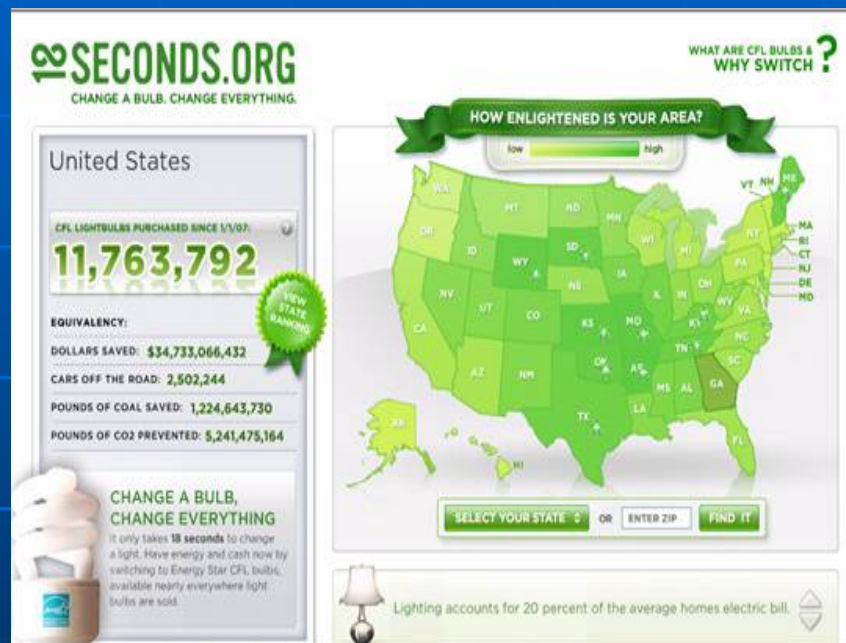 18SECONDS.ORG
CHANGE A BULB. CHANGE EVERYTHING.
WHAT ARE CFL BULBS &
WHY SWITCH?
United States
CFL LIGHTBULBS PURCHASED SINCE 1/1/07: ?
11,763,792
VIEW
STATE
RANKING
EQUIVALENCY:
DOLLARS SAVED: $34,733,066,432
CARS OFF THE ROAD: 2,502,244
POUNDS OF COAL SAVED: 1,224,643,730
POUNDS OF CO2 PREVENTED: 5,241,475,164
CHANGE A BULB,
CHANGE EVERYTHING
It only takes 18 seconds to change
a light. Have energy and cash now by
switching to Energy Star CFL bulbs,
available nearly everywhere light
bulbs are sold.
HOW ENLIGHTENED IS YOUR AREA?
low high
WA MT ND MN VT NH ME
OR ID SD WI MI NY MA
WY RI
CT
IA PA NJ
NV NE IL IN OH DE
UT CO WV MD
CA KS MO KY VA
NC
AZ NM OK TN SC
MS AL GA
TX LA
AK FL
HI
SELECT YOUR STATE OR ENTER ZIP FIND IT
Lighting accounts for 20 percent of the average homes electric bill.